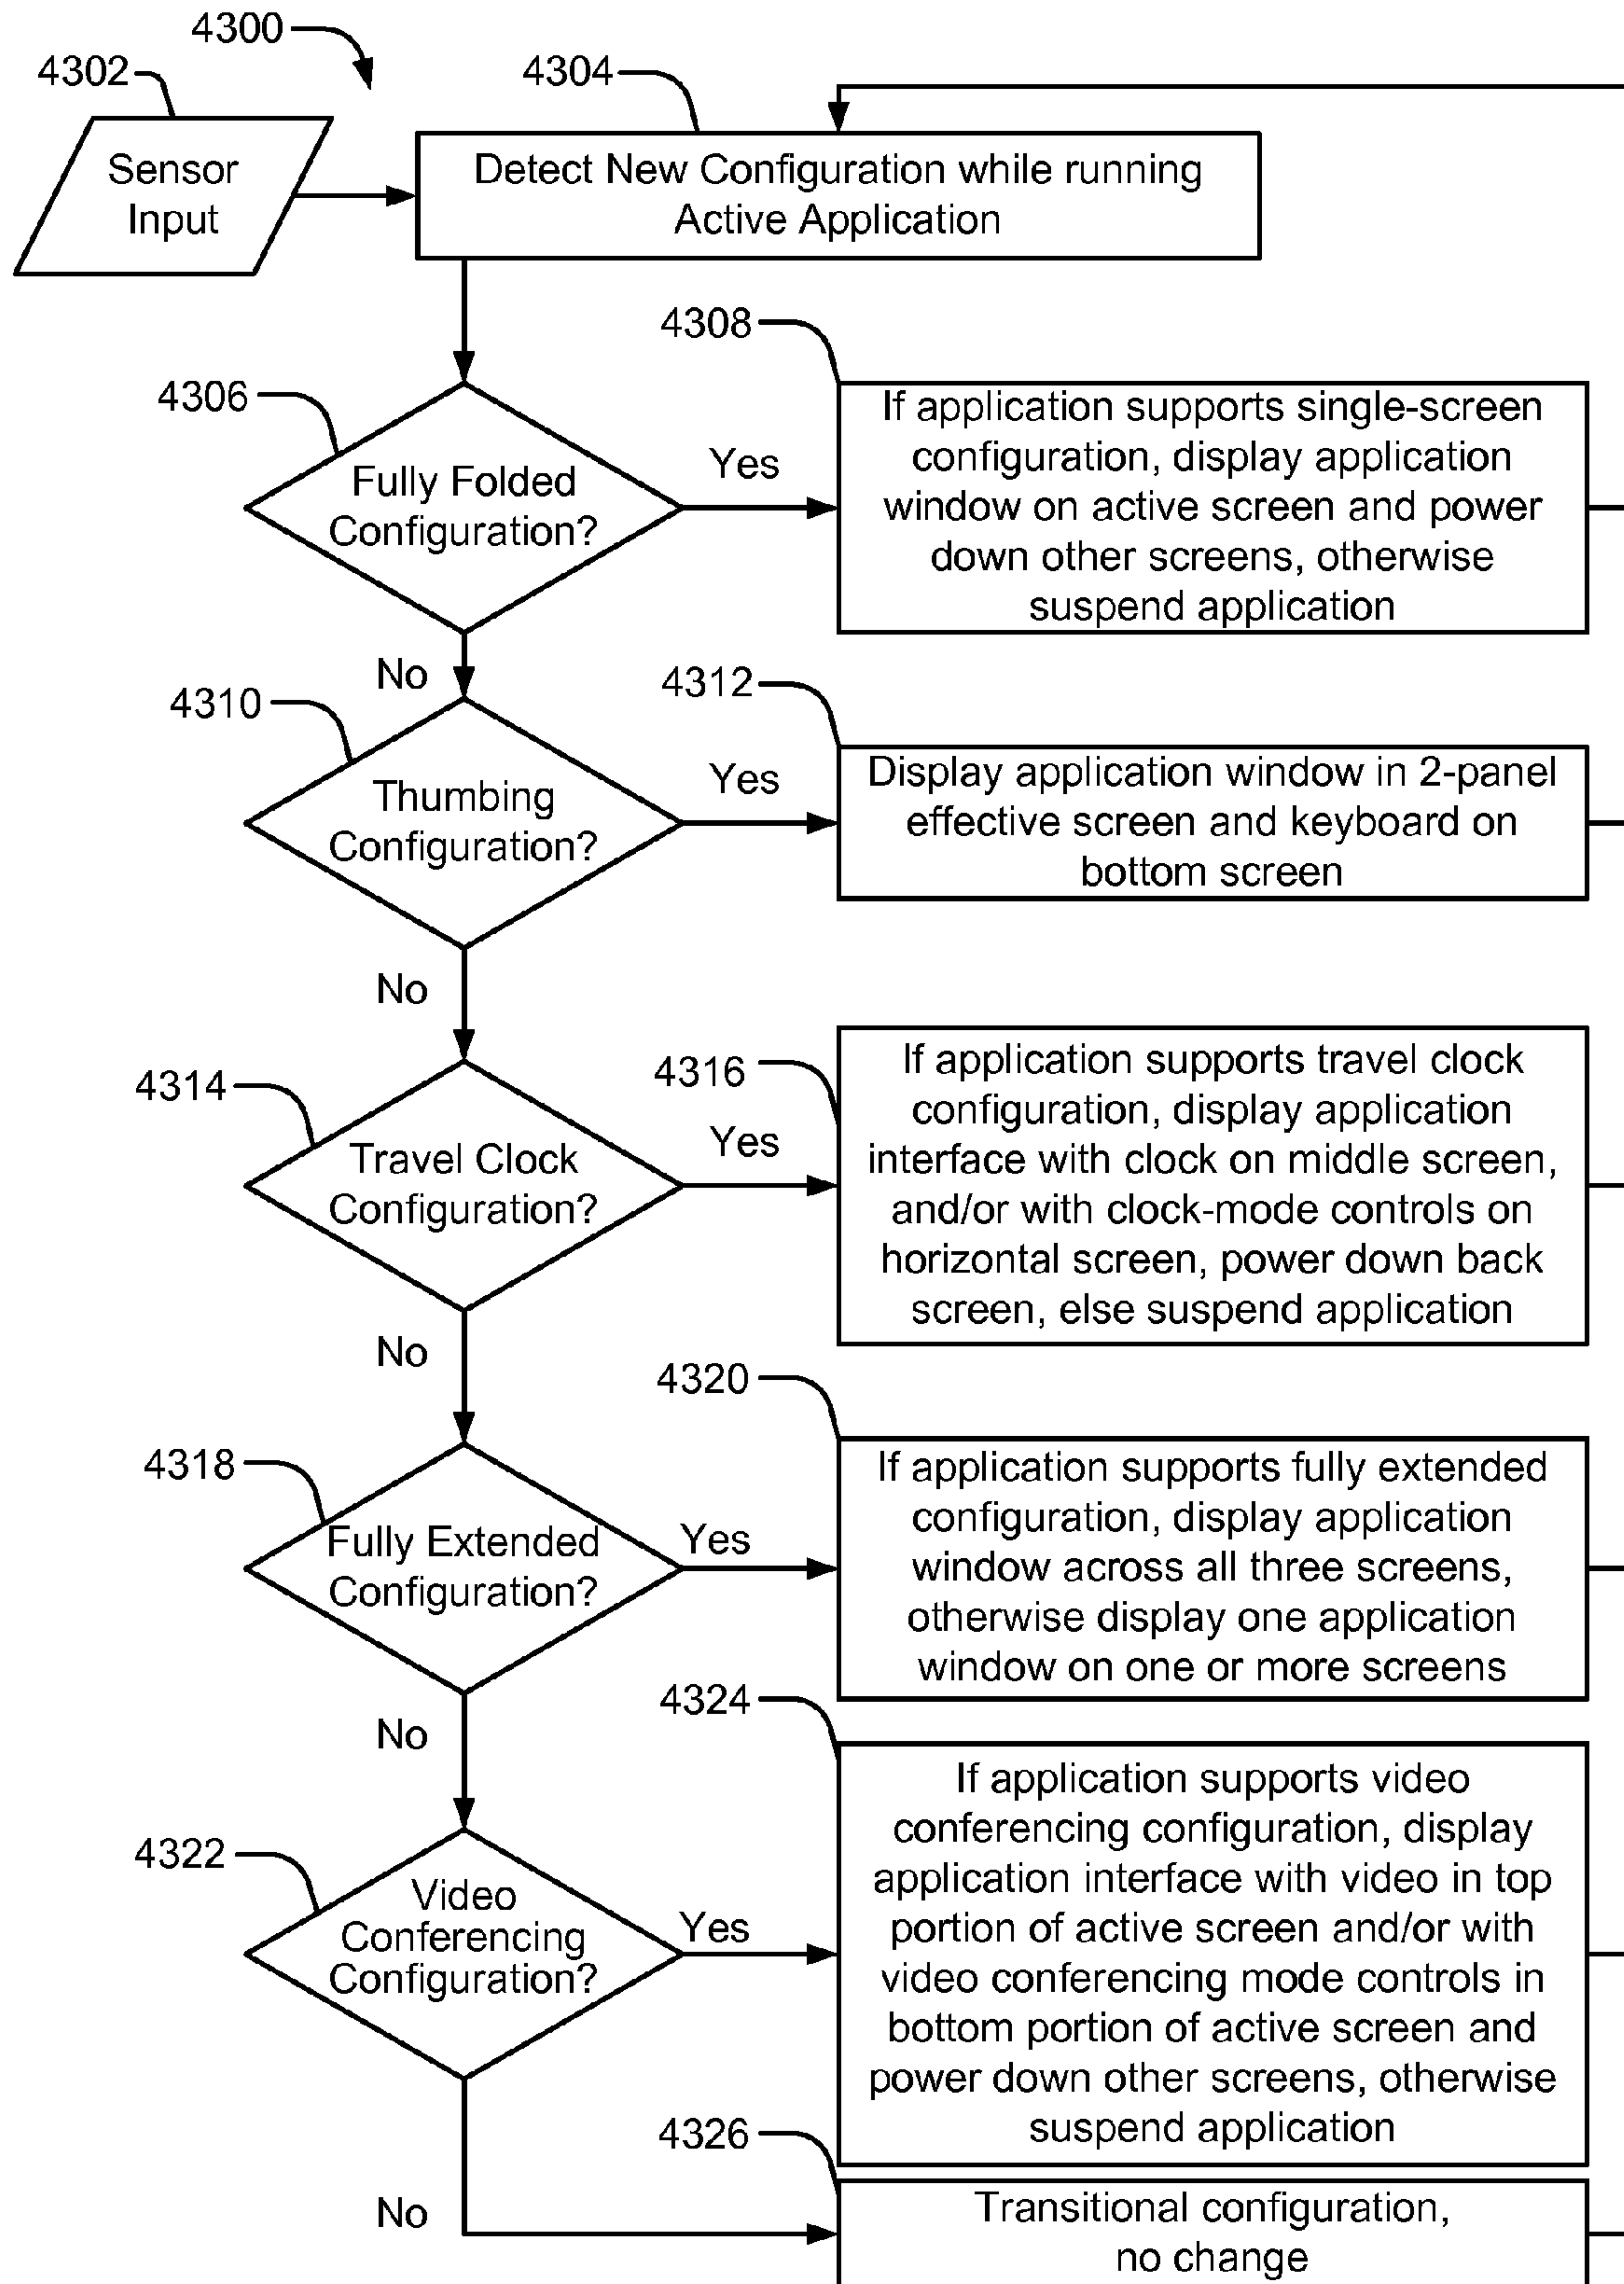 4300
4302
4304
Sensor
Input
Detect New Configuration while running
Active Application
4308
4306
Fully Folded
Configuration?
Yes
If application supports single-screen
configuration, display application
window on active screen and power
down other screens, otherwise
suspend application
No
4312
4310
Thumbing
Configuration?
Yes
Display application window in 2-panel
effective screen and keyboard on
bottom screen
No
4316
4314
Travel Clock
Configuration?
Yes
If application supports travel clock
configuration, display application
interface with clock on middle screen,
and/or with clock-mode controls on
horizontal screen, power down back
screen, else suspend application
No
4320
4318
Fully Extended
Configuration?
Yes
If application supports fully extended
configuration, display application
window across all three screens,
otherwise display one application
window on one or more screens
No
4324
4322
Video
Conferencing
Configuration?
Yes
If application supports video
conferencing configuration, display
application interface with video in top
portion of active screen and/or with
video conferencing mode controls in
bottom portion of active screen and
power down other screens, otherwise
suspend application
4326
No
Transitional configuration,
no change